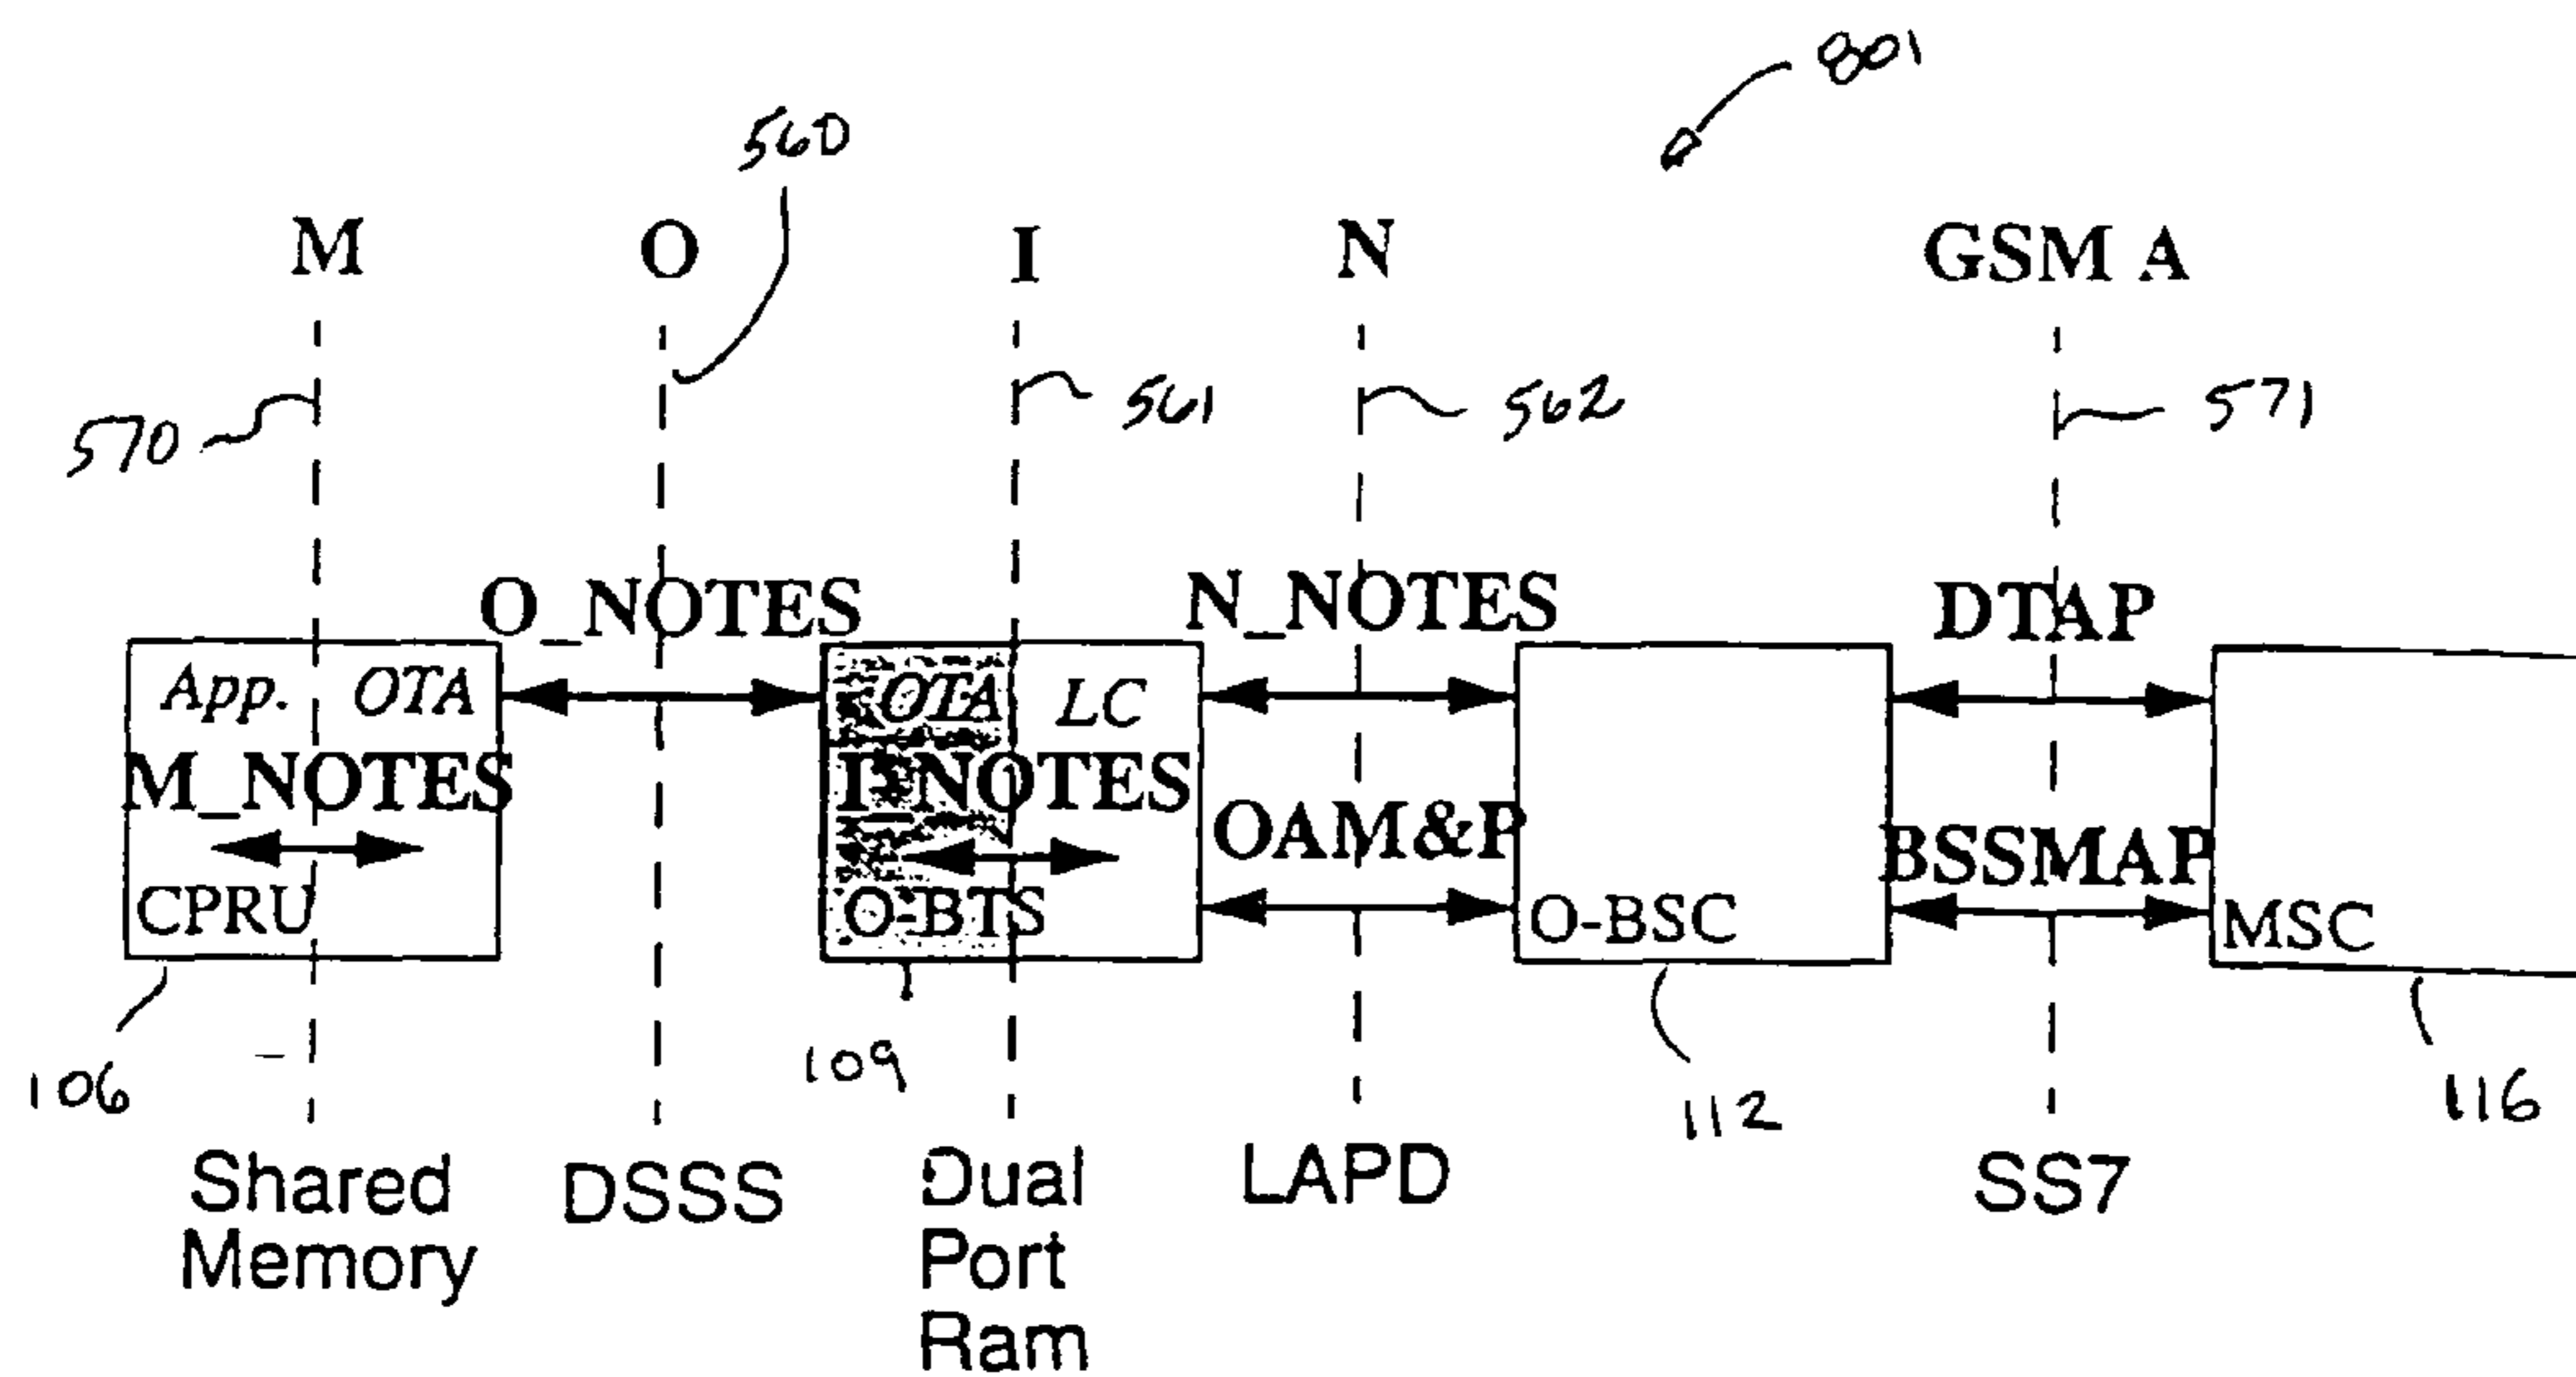 801
560
M O I N GSM A
570 561 562 571
O_NOTES N_NOTES DTAP
App. OTA OTA LC
M_NOTES I_NOTES OAM&P BSSMAP
CPRU O-BTS O-BSC MSC
106 109 112 116
Shared Memory
DSSS
Dual
Port
Ram
LAPD
SS7